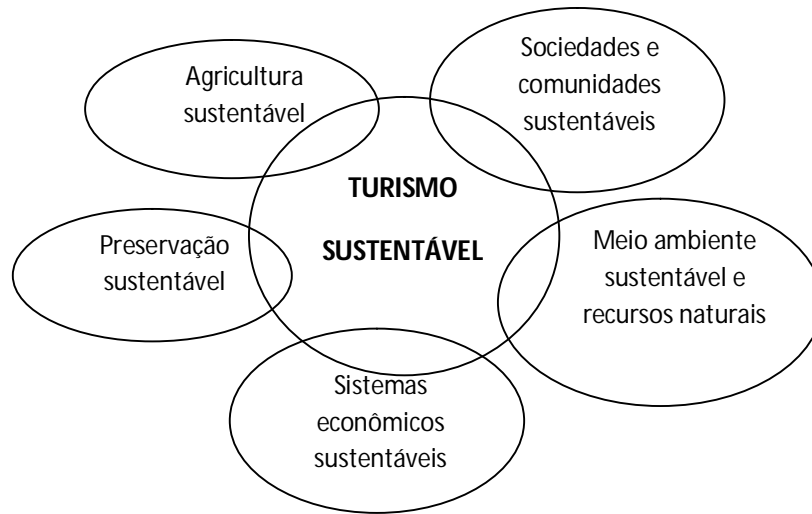 Agricultura
sustentável
Sociedades e
comunidades
sustentáveis
TURISMO
SUSTENTÁVEL
Preservação
sustentável
Meio ambiente
sustentável e
recursos naturais
Sistemas
econômicos
sustentáveis